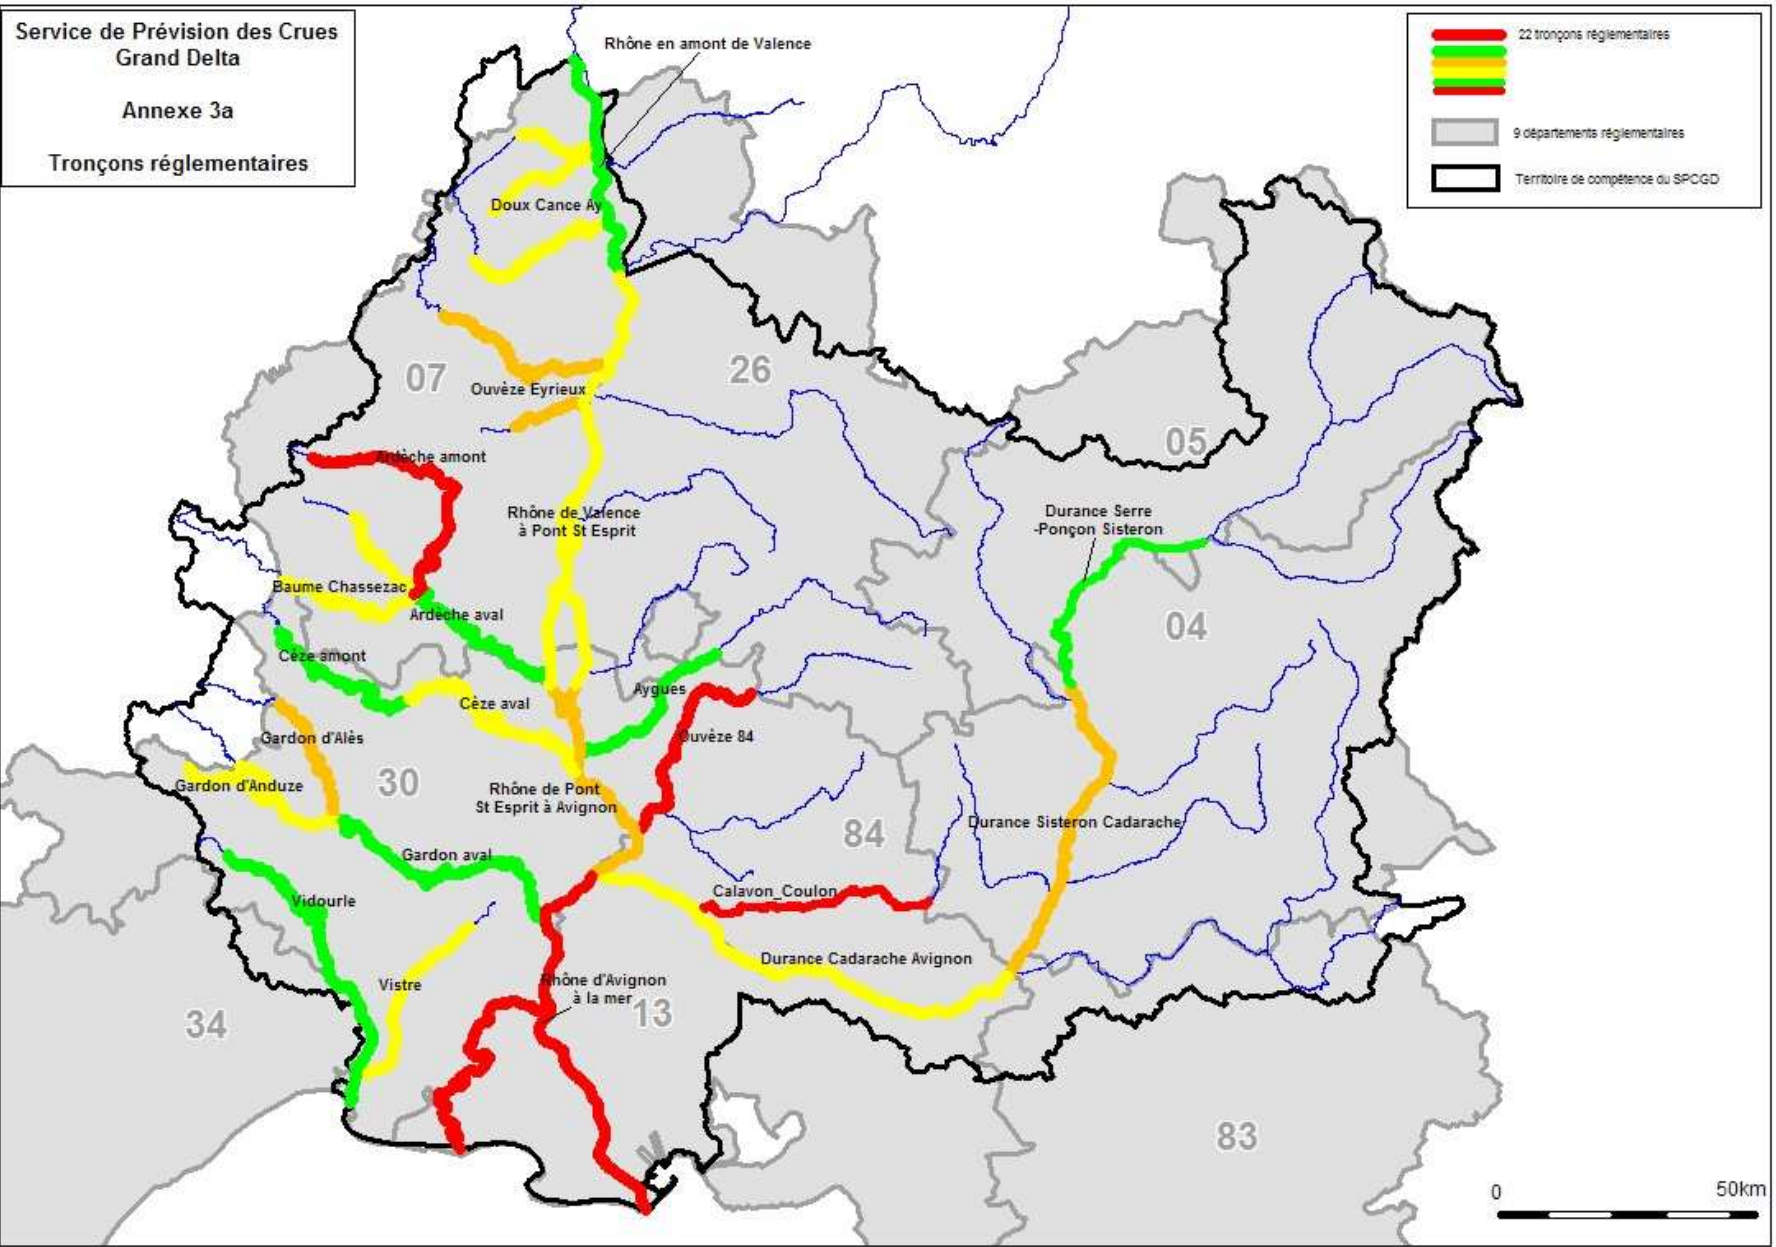 Service de Prévision des Crues
Grand Delta
Annexe 3a
Tronçons réglementaires
22 tronçons réglementaires
9 départements réglementaires
Territoire de compétence du SPCGD
Rhône en amont de Valence
Doux Cance Ay
07
26
Ouvèze Eyrieux
05
Ardèche amont
Rhône de Valence
à Pont St Esprit
Durance Serre
-Ponçon Sisteron
Baume Chassezac
Ardèche aval
04
Cèze amont
Aygues
Cèze aval
Gardon d'Alès
Ouvèze 84
30
Gardon d'Anduze
Rhône de Pont
St Esprit à Avignon
84
Durance Sisteron Cadarache
Gardon aval
Calavon_Coulon
Vidourle
Durance Cadarache Avignon
Vistre
Rhône d'Avignon
à la mer
13
34
83
0
50km